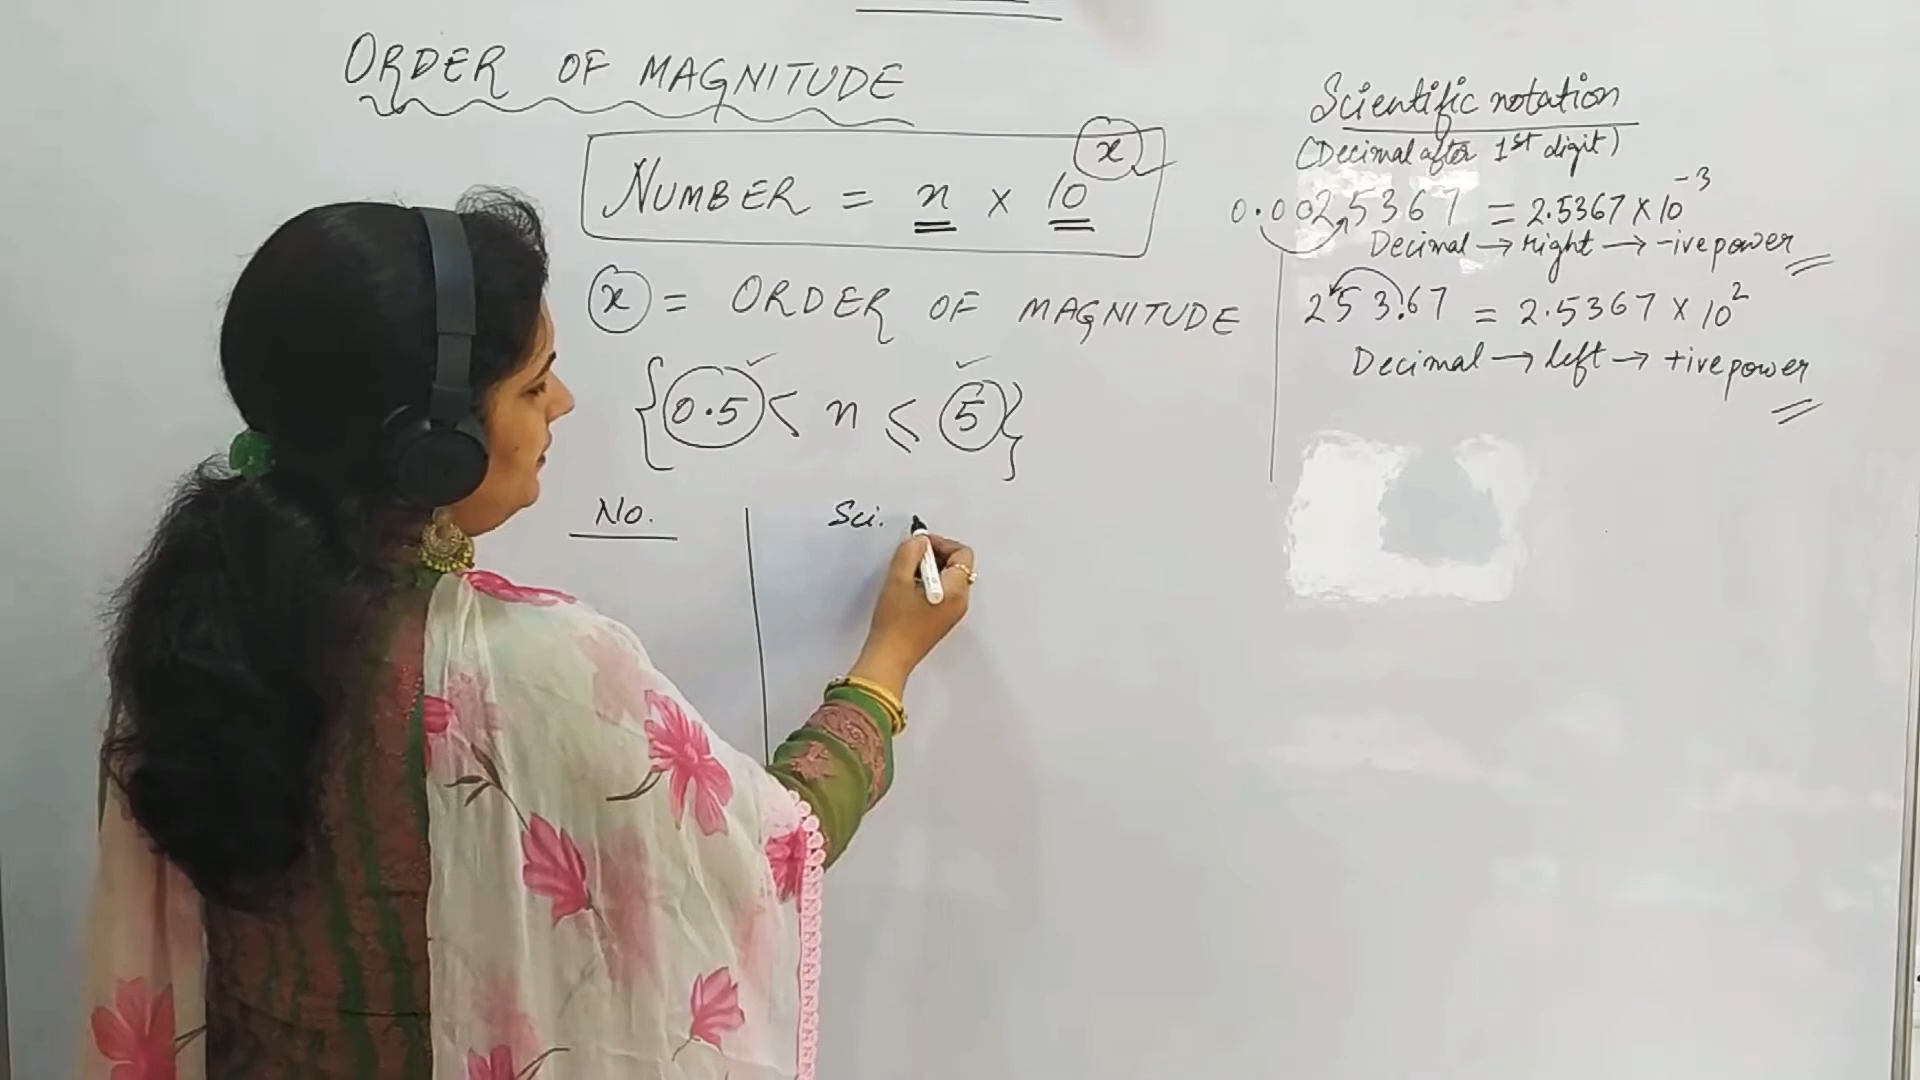 ORDER OF MAGNITUDE
NUMBER = n × 10^x
x = ORDER OF MAGNITUDE
{0.5 < n ≤ 5}
No.
Sci.
Scientific notation
(Decimal after 1st digit)
0.0025367 = 2.5367 × 10^-3
Decimal → right → -ive power
253.67 = 2.5367 × 10^2
Decimal → left → +ive power